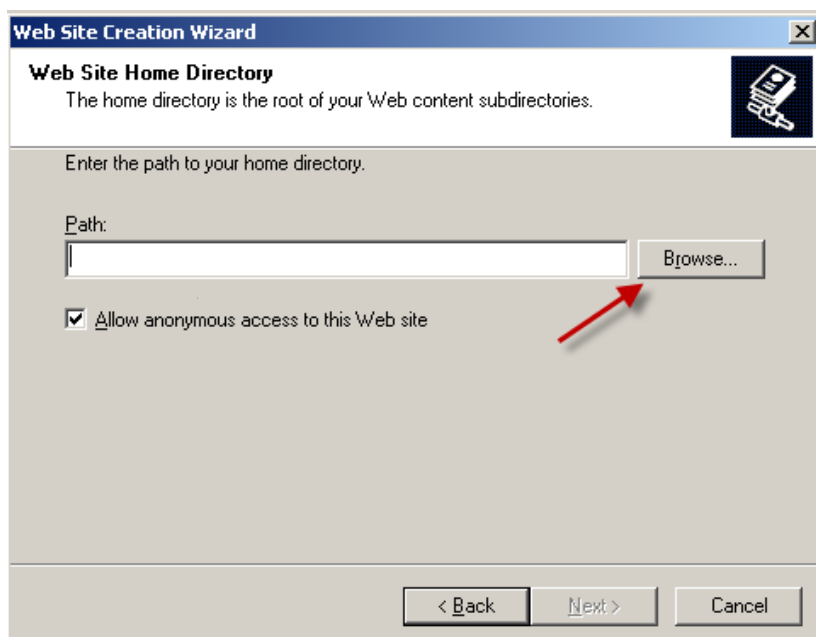 Web Site Creation Wizard
Web Site Home Directory
The home directory is the root of your Web content subdirectories.
Enter the path to your home directory.
Path:
Browse...
Allow anonymous access to this Web site
< Back
Next >
Cancel